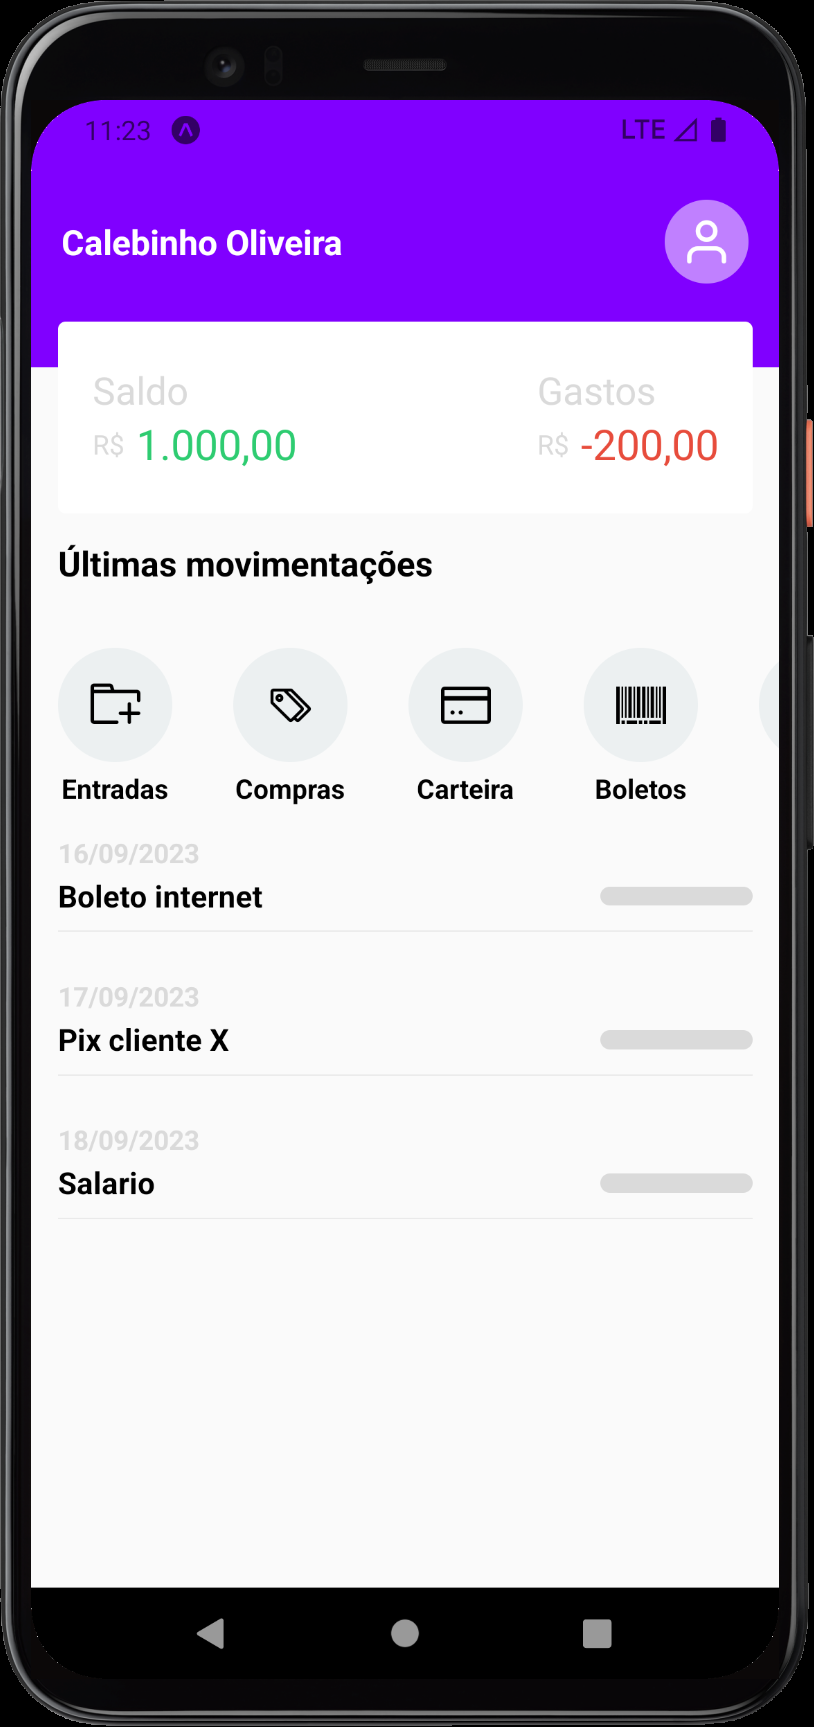 11:23 LTE
Calebinho Oliveira
Saldo Gastos
R$ 1.000,00 R$ -200,00
Últimas movimentações
Entradas Compras Carteira Boletos
16/09/2023
Boleto internet
17/09/2023
Pix cliente X
18/09/2023
Salario